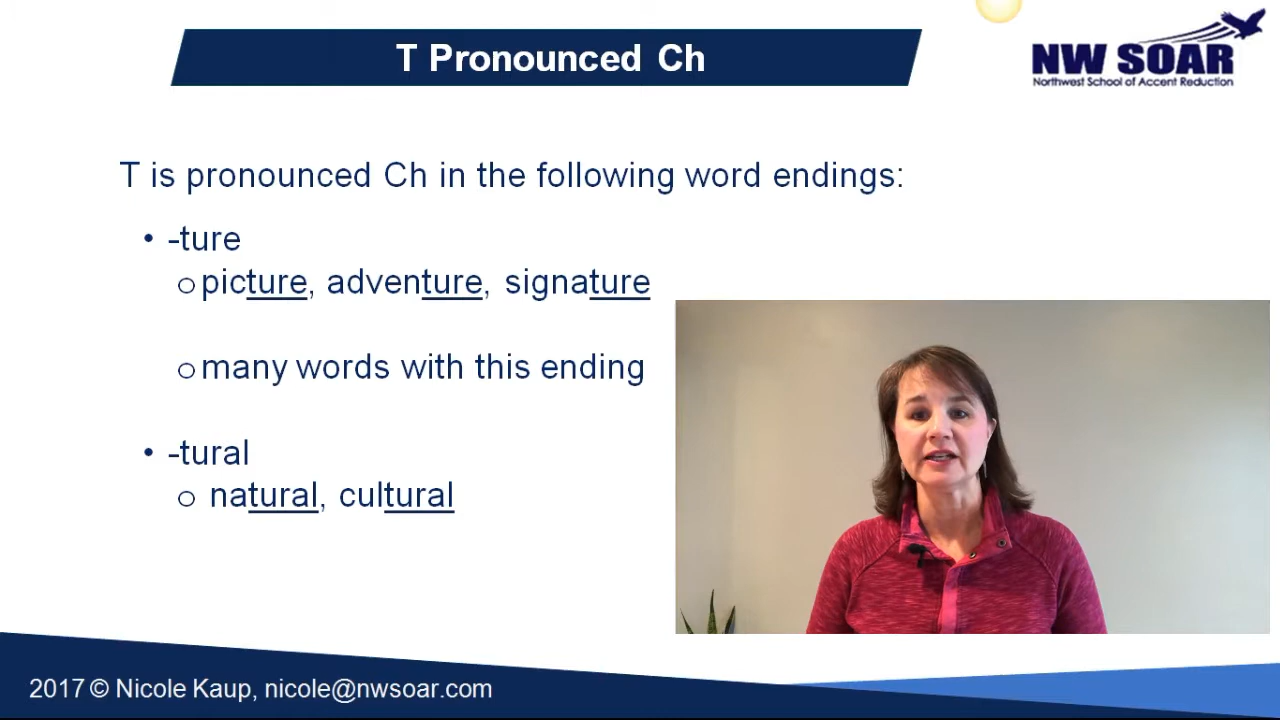 T Pronounced Ch
NW SOAR
Northwest School of Accent Reduction
T is pronounced Ch in the following word endings:
• -ture
o picture, adventure, signature
o many words with this ending
• -tural
o natural, cultural
2017 © Nicole Kaup, nicole@nwsoar.com